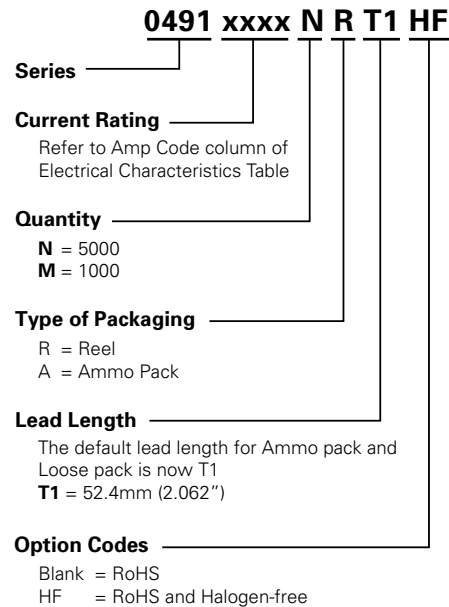 0491 xxxx N R T1 HF
Series
Current Rating
Refer to Amp Code column of
Electrical Characteristics Table
Quantity
N = 5000
M = 1000
Type of Packaging
R = Reel
A = Ammo Pack
Lead Length
The default lead length for Ammo pack and
Loose pack is now T1
T1 = 52.4mm (2.062”)
Option Codes
Blank = RoHS
HF = RoHS and Halogen-free